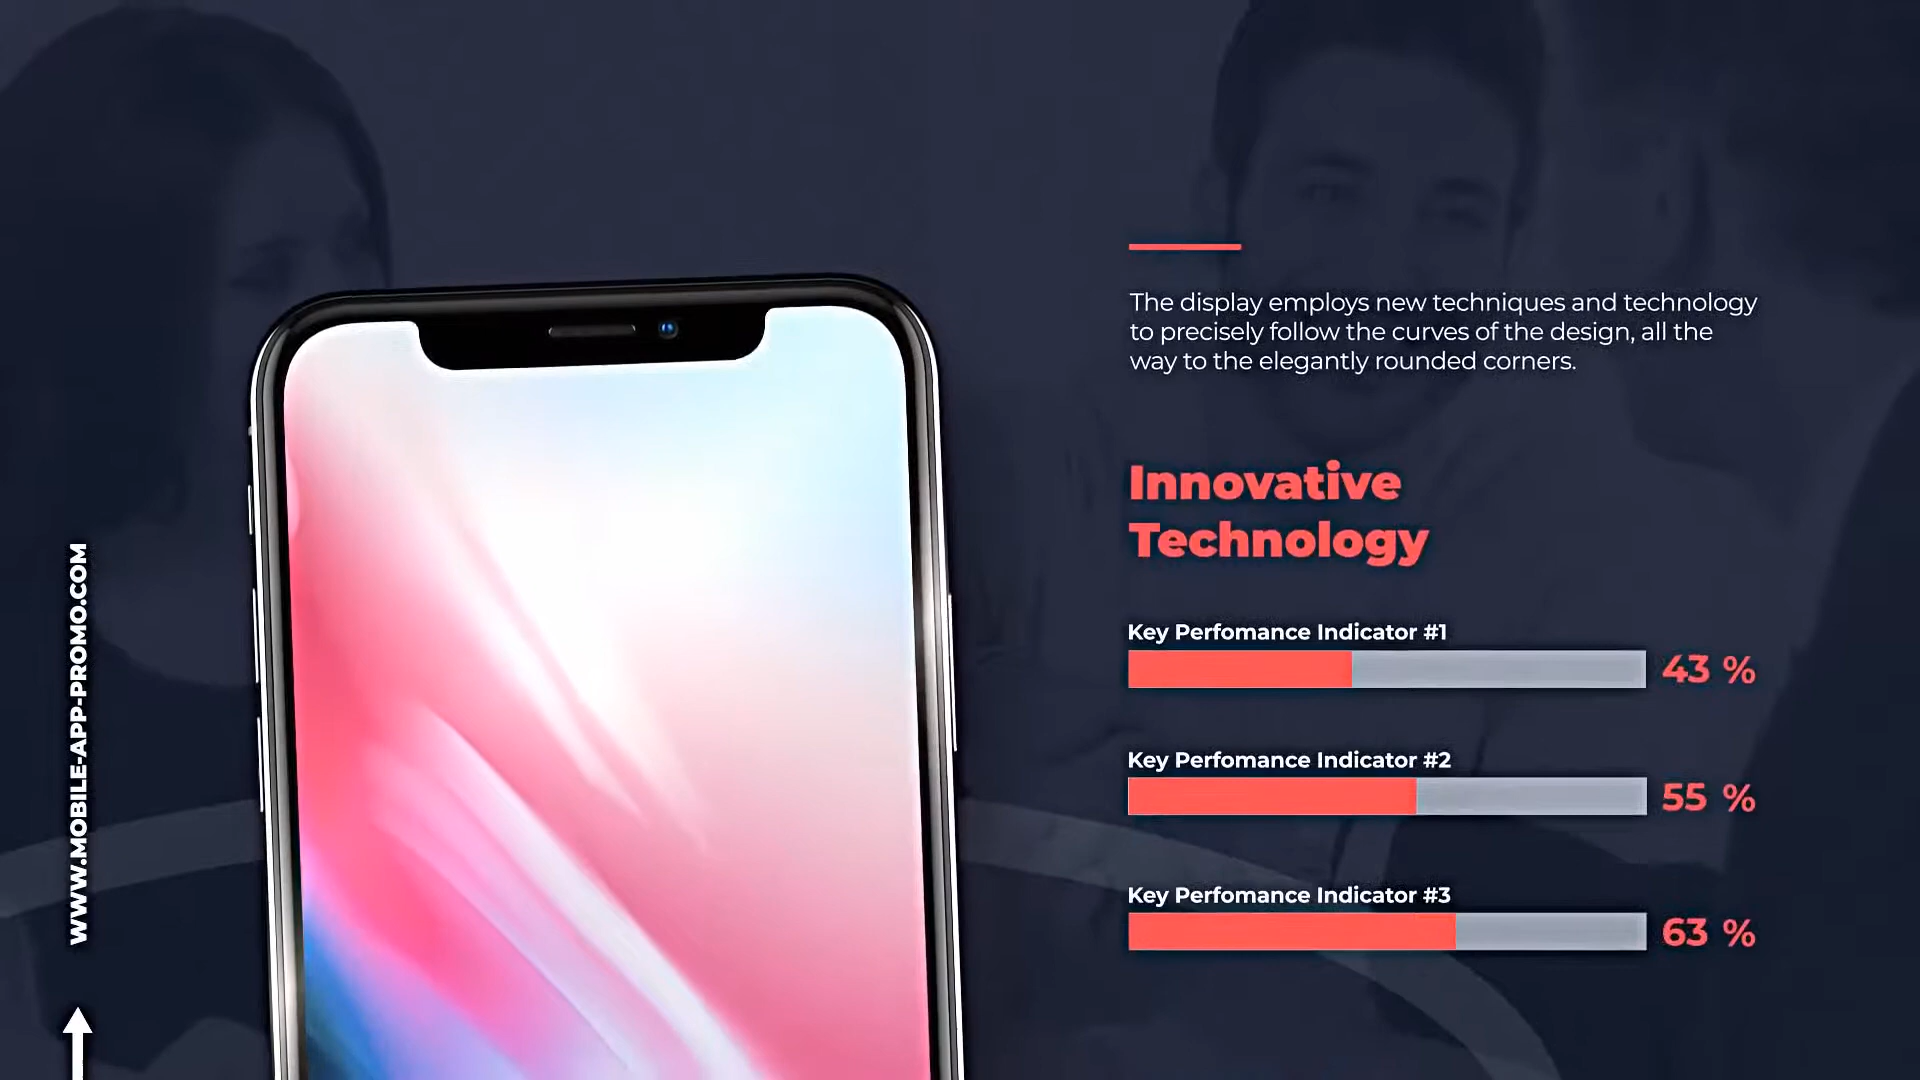 The display employs new techniques and technology
to precisely follow the curves of the design, all the
way to the elegantly rounded corners.
Innovative
Technology
Key Perfomance Indicator #1
43 %
Key Perfomance Indicator #2
55 %
Key Perfomance Indicator #3
63 %
WWW.MOBILE-APP-PROMO.COM